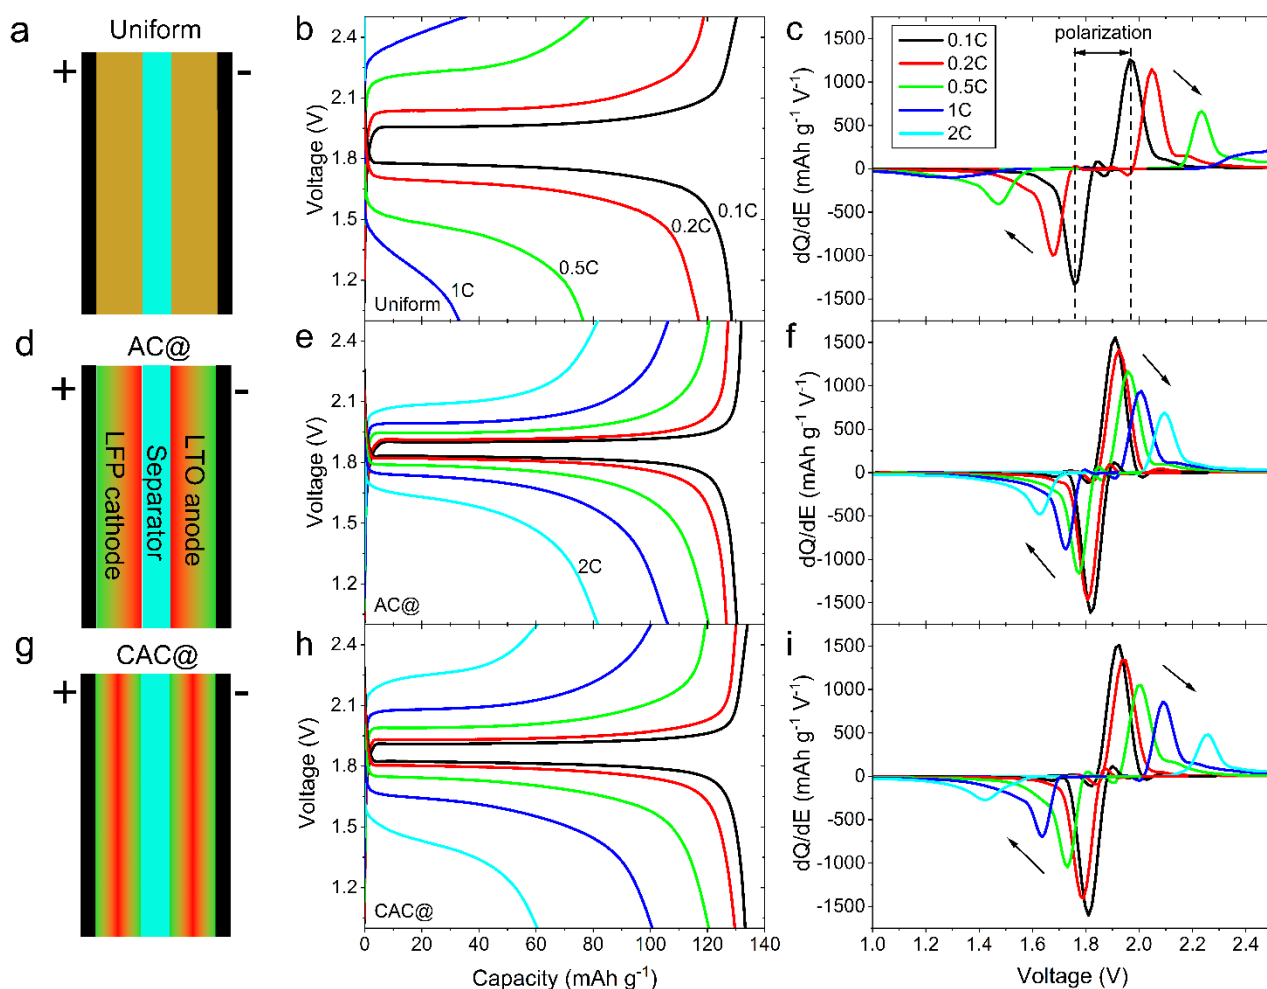 a
Uniform
+
-
b
2.4
2.1
1.8
1.5
1.2
Voltage (V)
0.1C
0.2C
0.5C
1C
Uniform
c
1500
1000
500
0
-500
-1000
-1500
dQ/dE (mAh g⁻¹ V⁻¹)
0.1C
0.2C
0.5C
1C
2C
polarization
d
AC@
+
-
LFP cathode
Separator
LTO anode
e
2.4
2.1
1.8
1.5
1.2
Voltage (V)
2C
AC@
f
1500
1000
500
0
-500
-1000
-1500
dQ/dE (mAh g⁻¹ V⁻¹)
g
CAC@
+
-
h
2.4
2.1
1.8
1.5
1.2
Voltage (V)
CAC@
0 20 40 60 80 100 120 140
Capacity (mAh g⁻¹)
i
1500
1000
500
0
-500
-1000
-1500
dQ/dE (mAh g⁻¹ V⁻¹)
1.0 1.2 1.4 1.6 1.8 2.0 2.2 2.4
Voltage (V)